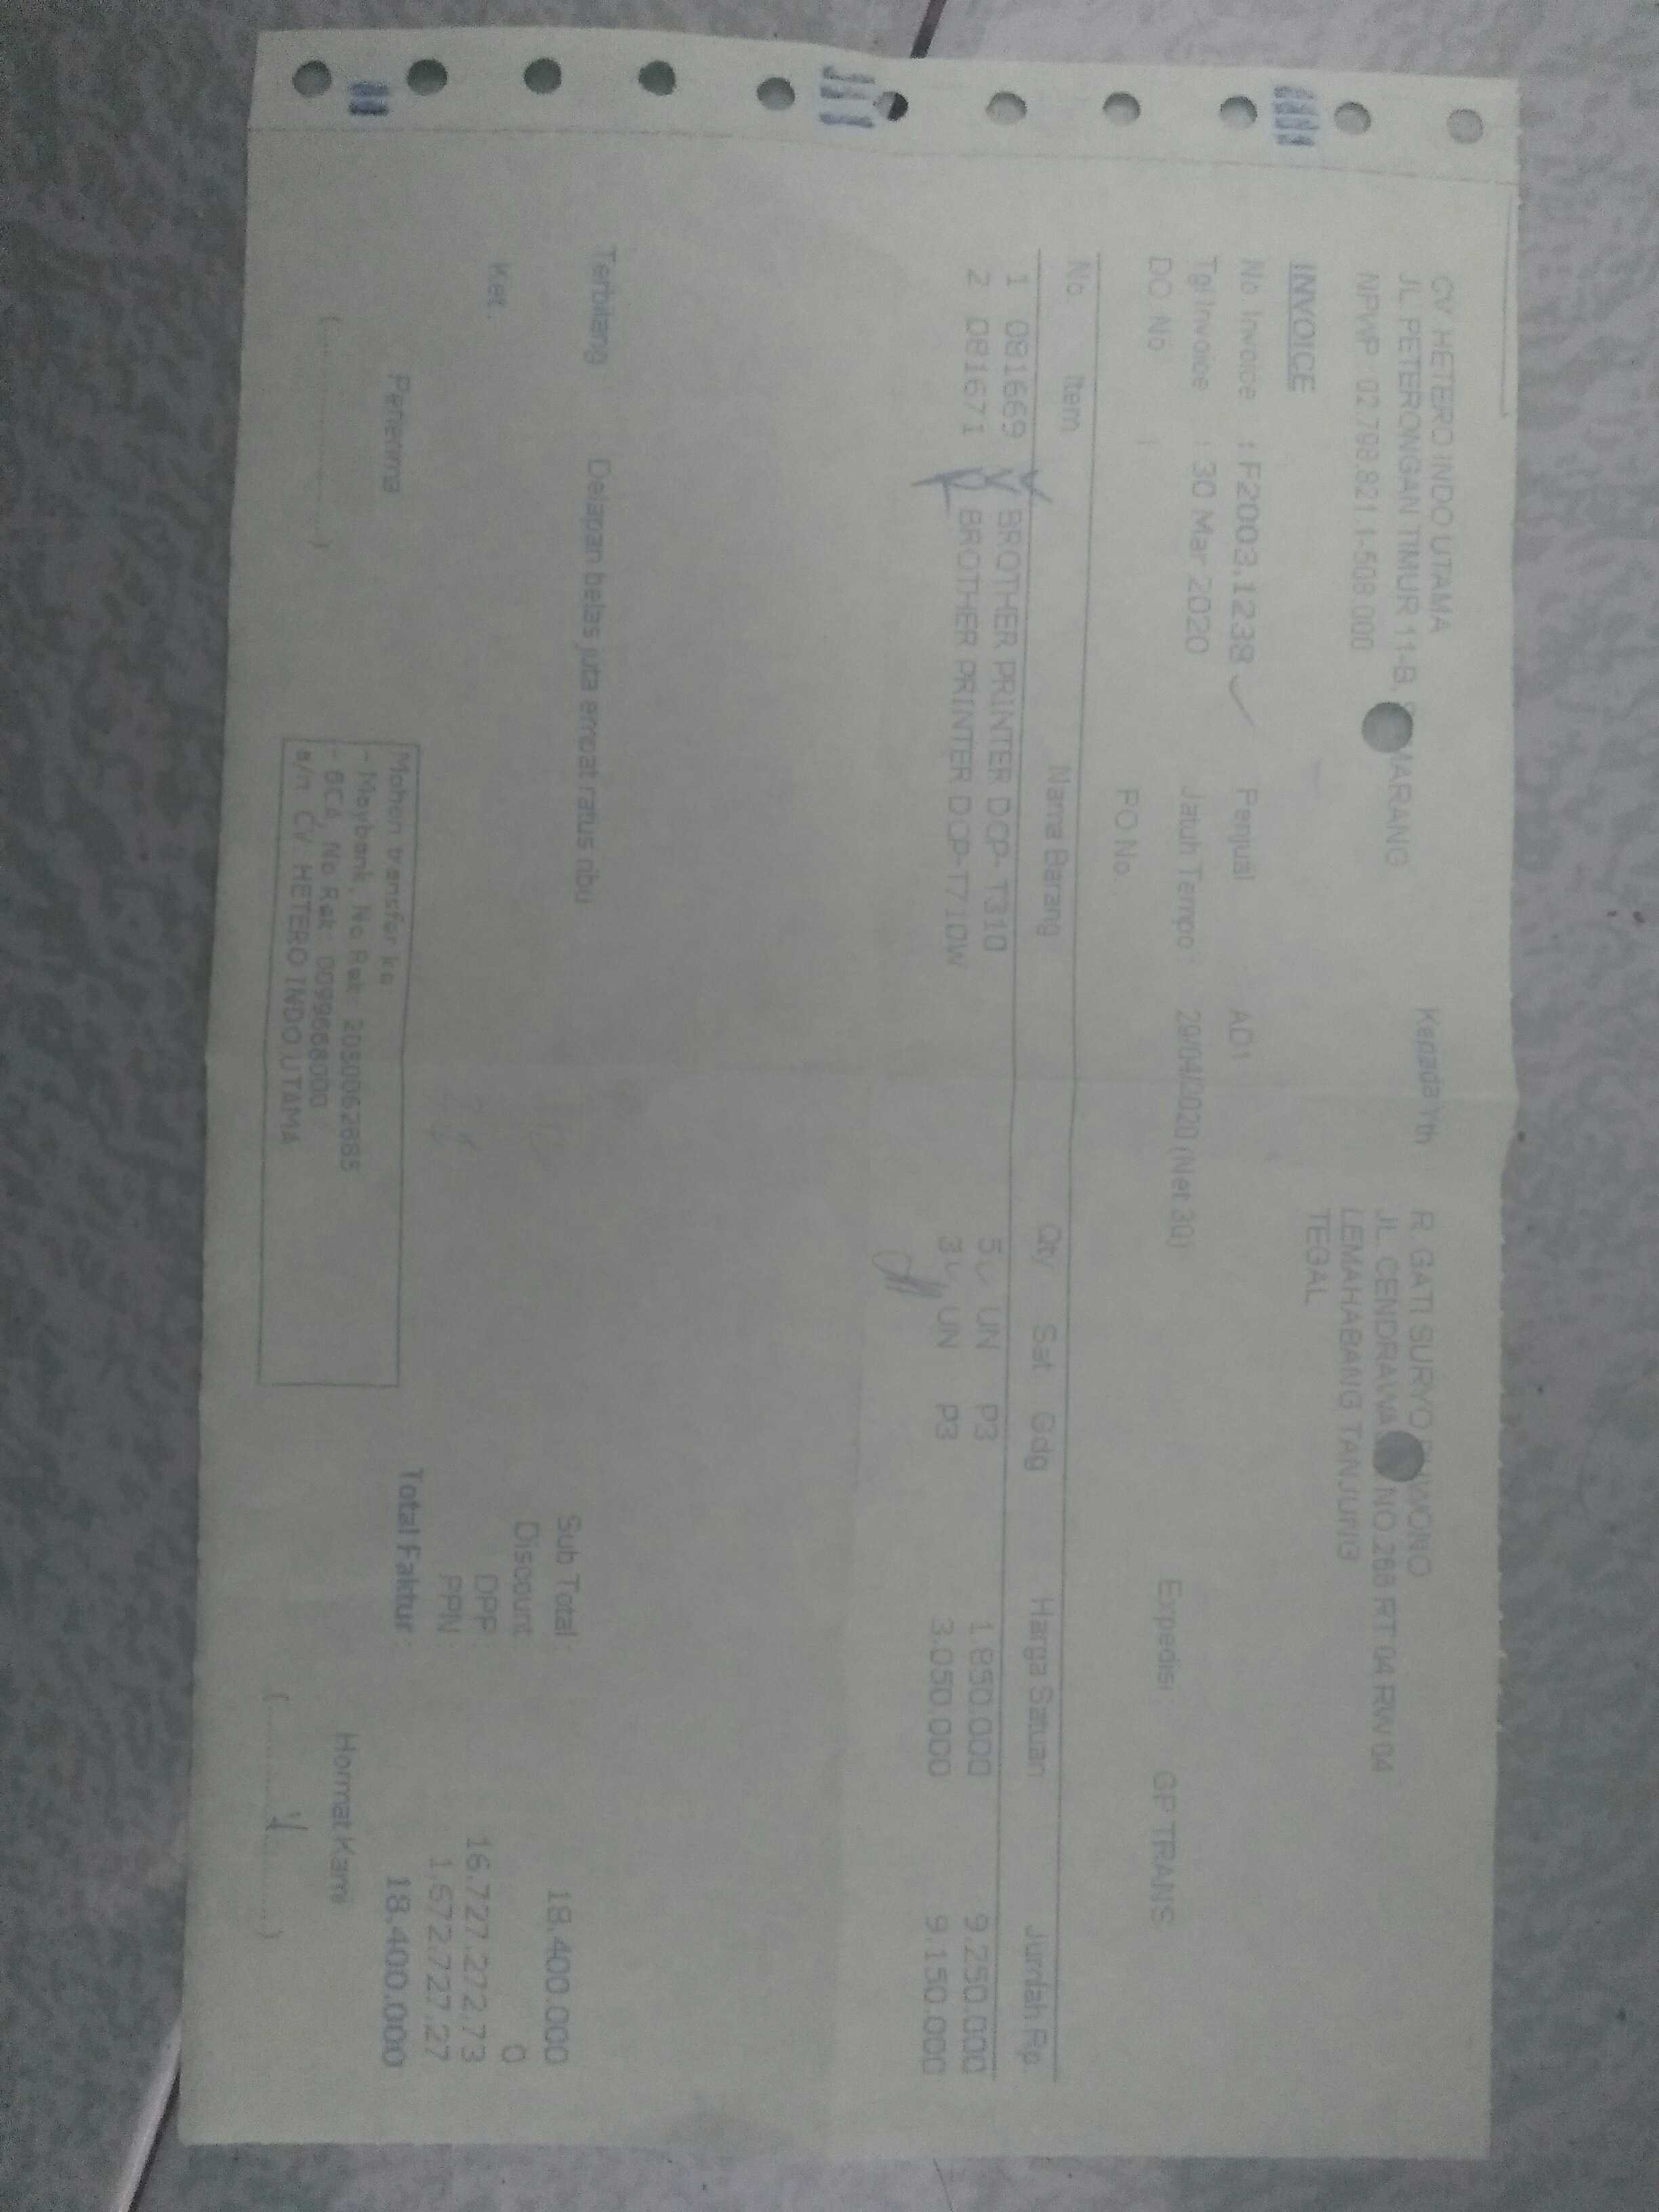 CV HETERO INDO UTAMA
JL. PETERONGAN TIMUR 11-B, MARANG
NPWP 02.798.821.1-508.000
Kepada Yth
R. GATI SURYO
JL. CENDRAWA NO.268 RT 04 RW 04
LEMAHABANG TANJUNG
TEGAL
INVOICE
No Invoice : F2003.1238 Penjual : AD1
Tgl Invoice : 30 Mar 2020 Jatuh Tempo 29/04/2020 (Net 30)
DO. No : PO No. Expedisi GP TRANS
No. Item Nama Barang Qty Sat Gdg Harga Satuan Jumlah Rp
1 081669 BROTHER PRINTER DCP- T310 5 UN P3 1.850.000 9.250.000
2 081671 BROTHER PRINTER DCP-T710W 3 UN P3 3.050.000 9.150.000
Terbilang : Delapan belas juta empat ratus ribu
Ket.
Sub Total : 18.400.000
Discount 0
DPP : 16.727.272.73
PPN : 1.672.727.27
Total Faktur : 18.400.000
Penerima
(....................)
Mohon transfer ke
- Maybank, No Rek: 2050062685
- BCA, No Rek: 0099668000
a/n CV HETERO INDO UTAMA
Hormat Kami
(....................)